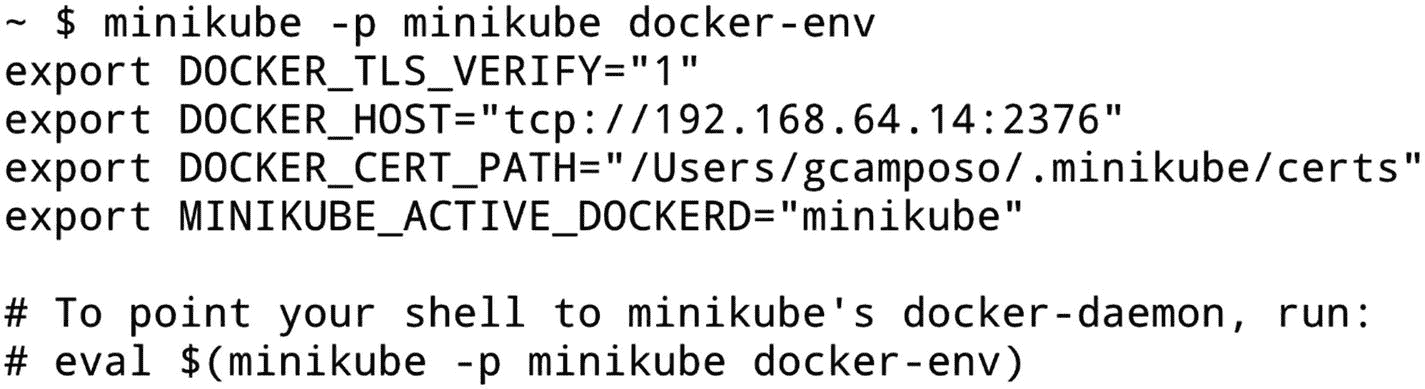 ~ $ minikube -p minikube docker-env
export DOCKER_TLS_VERIFY="1"
export DOCKER_HOST="tcp://192.168.64.14:2376"
export DOCKER_CERT_PATH="/Users/gcamposo/.minikube/certs"
export MINIKUBE_ACTIVE_DOCKERD="minikube"

# To point your shell to minikube's docker-daemon, run:
# eval $(minikube -p minikube docker-env)